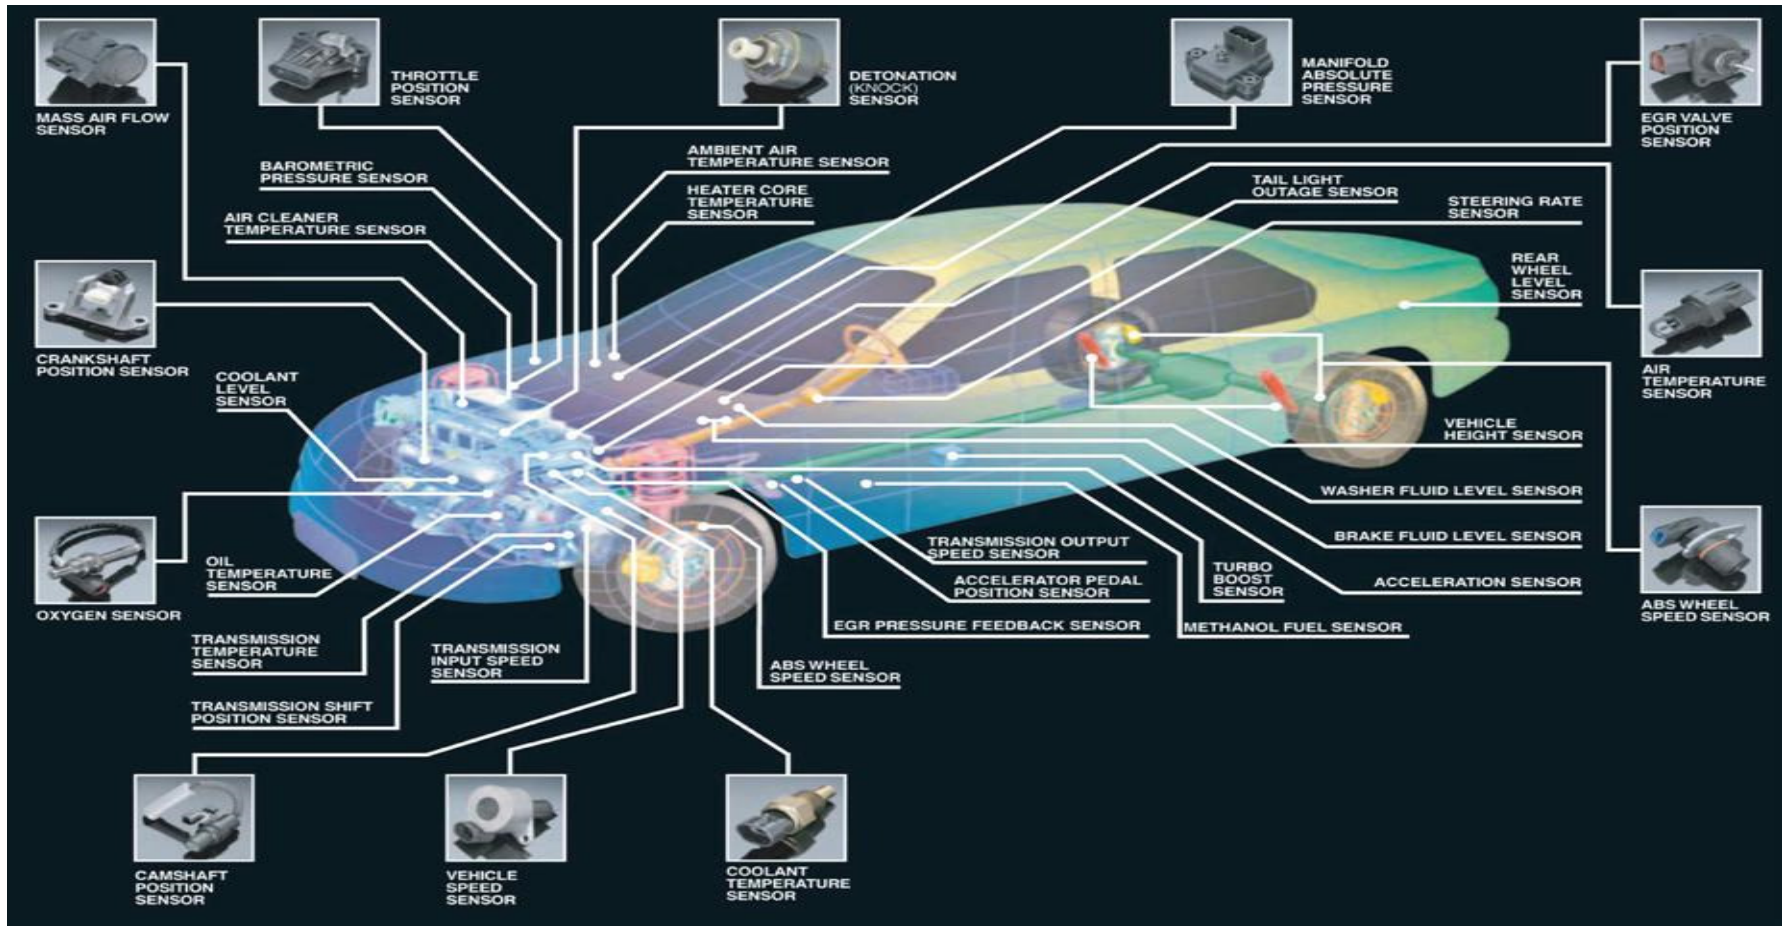 MASS AIR FLOW
SENSOR
THROTTLE
POSITION
SENSOR
DETONATION
(KNOCK)
SENSOR
MANIFOLD
ABSOLUTE
PRESSURE
SENSOR
EGR VALVE
POSITION
SENSOR
BAROMETRIC
PRESSURE SENSOR
AMBIENT AIR
TEMPERATURE SENSOR
HEATER CORE
TEMPERATURE
SENSOR
TAIL LIGHT
OUTAGE SENSOR
STEERING RATE
SENSOR
AIR CLEANER
TEMPERATURE SENSOR
REAR
WHEEL
LEVEL
SENSOR
CRANKSHAFT
POSITION SENSOR
COOLANT
LEVEL
SENSOR
AIR
TEMPERATURE
SENSOR
VEHICLE
HEIGHT SENSOR
WASHER FLUID LEVEL SENSOR
BRAKE FLUID LEVEL SENSOR
TRANSMISSION OUTPUT
SPEED SENSOR
ACCELERATOR PEDAL
POSITION SENSOR
TURBO
BOOST
SENSOR
ACCELERATION SENSOR
OIL
TEMPERATURE
SENSOR
OXYGEN SENSOR
ABS WHEEL
SPEED SENSOR
EGR PRESSURE FEEDBACK SENSOR
METHANOL FUEL SENSOR
TRANSMISSION
TEMPERATURE
SENSOR
TRANSMISSION
INPUT SPEED
SENSOR
ABS WHEEL
SPEED SENSOR
TRANSMISSION SHIFT
POSITION SENSOR
CAMSHAFT
POSITION
SENSOR
VEHICLE
SPEED
SENSOR
COOLANT
TEMPERATURE
SENSOR